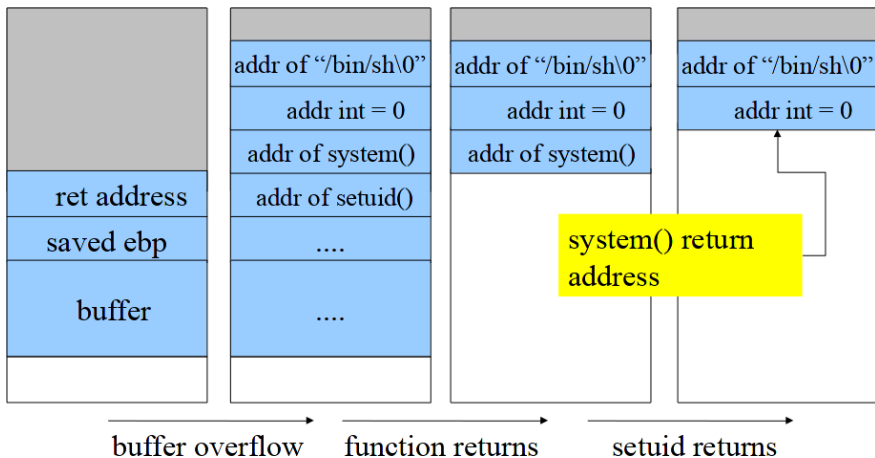 ret address
saved ebp
buffer
addr of “/bin/sh\0”
addr int = 0
addr of system()
addr of setuid()
....
....
addr of “/bin/sh\0”
addr int = 0
addr of system()
addr of “/bin/sh\0”
addr int = 0
system() return
address
buffer overflow
function returns
setuid returns